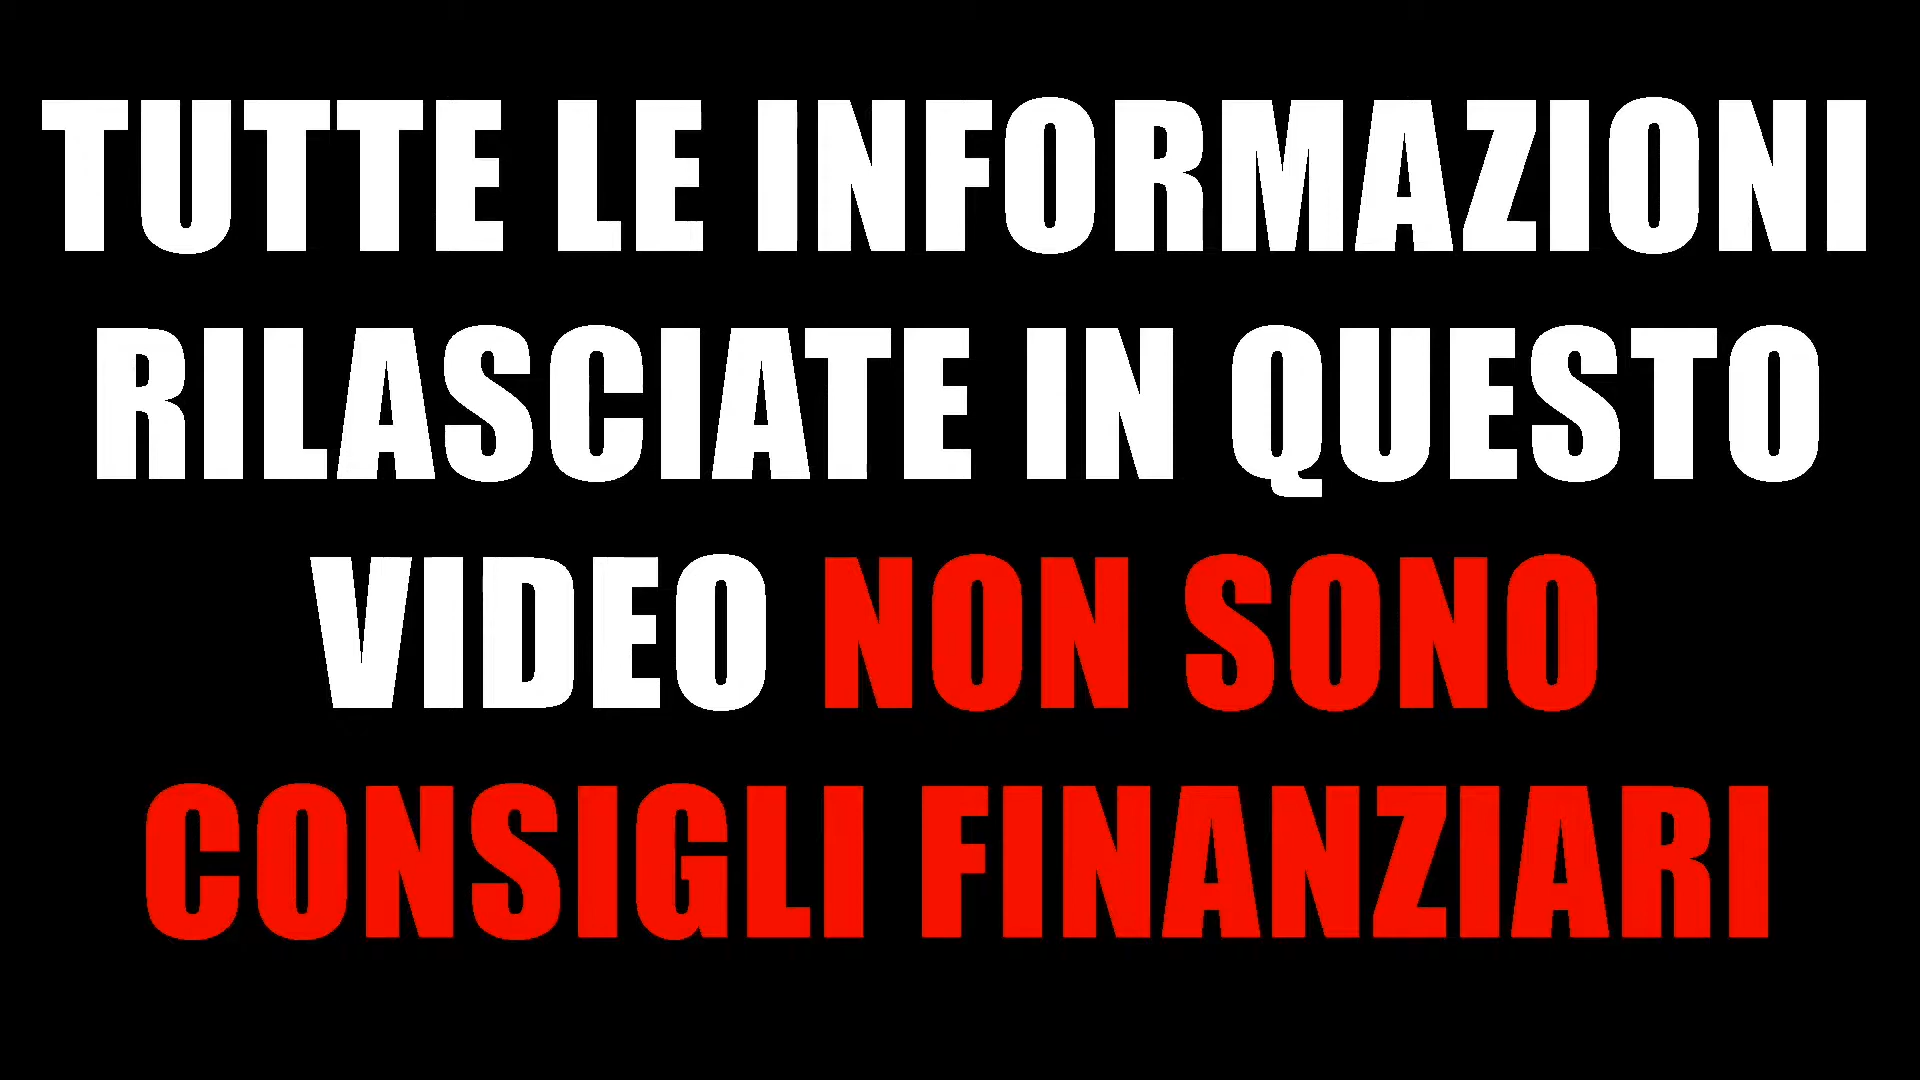 TUTTE LE INFORMAZIONI
RILASCIATE IN QUESTO
VIDEO NON SONO
CONSIGLI FINANZIARI